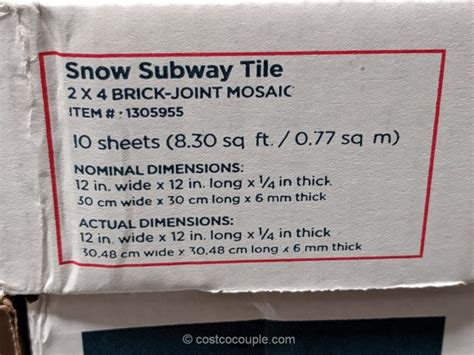 Snow Subway Tile
2 X 4 BRICK-JOINT MOSAIC
ITEM # · 1305955
10 sheets (8.30 sq ft. / 0.77 sq m)
NOMINAL DIMENSIONS:
12 in. wide x 12 in. long x 1/4 in thick
30 cm wide x 30 cm long x 6 mm thick
ACTUAL DIMENSIONS:
12 in. wide x 12 in. long x 1/4 in thick
30.48 cm wide x 30.48 cm long x 6 mm thick
© costcocouple.com